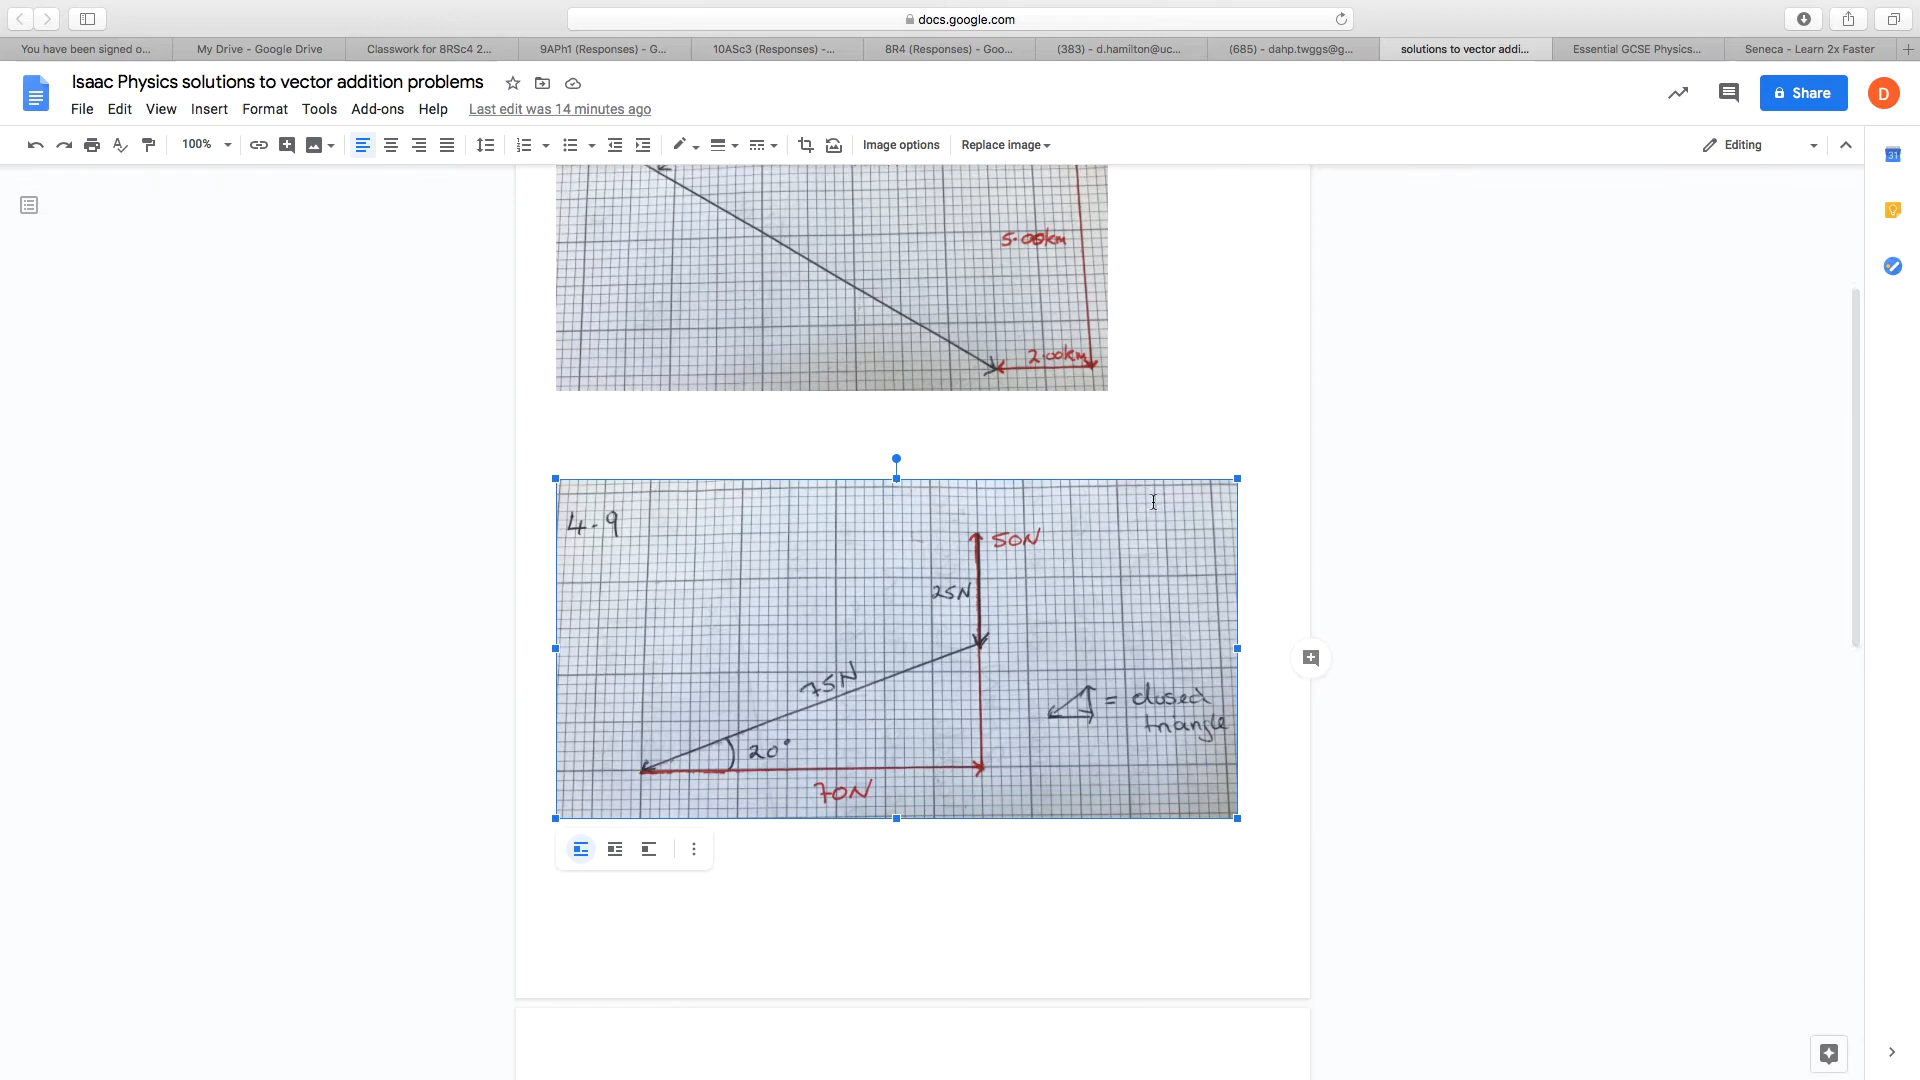 docs.google.com
You have been signed o...
My Drive - Google Drive
Classwork for 8RSc4 2...
9APh1 (Responses) - G...
10ASc3 (Responses) -...
8R4 (Responses) - Goo...
(383) - d.hamilton@uc...
(685) - dahp.twggs@g...
solutions to vector addi...
Essential GCSE Physics...
Seneca - Learn 2x Faster
Isaac Physics solutions to vector addition problems
File Edit View Insert Format Tools Add-ons Help Last edit was 14 minutes ago
Share
D
100%
Image options
Replace image
Editing
31
5.00km
2.00km
4.9
50N
25N
75N
20°
70N
= closed
triangle